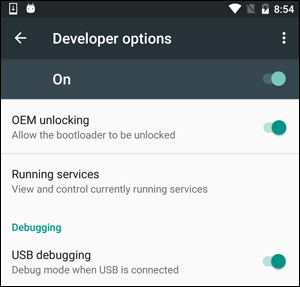 8:54
Developer options
On
OEM unlocking
Allow the bootloader to be unlocked
Running services
View and control currently running services
Debugging
USB debugging
Debug mode when USB is connected